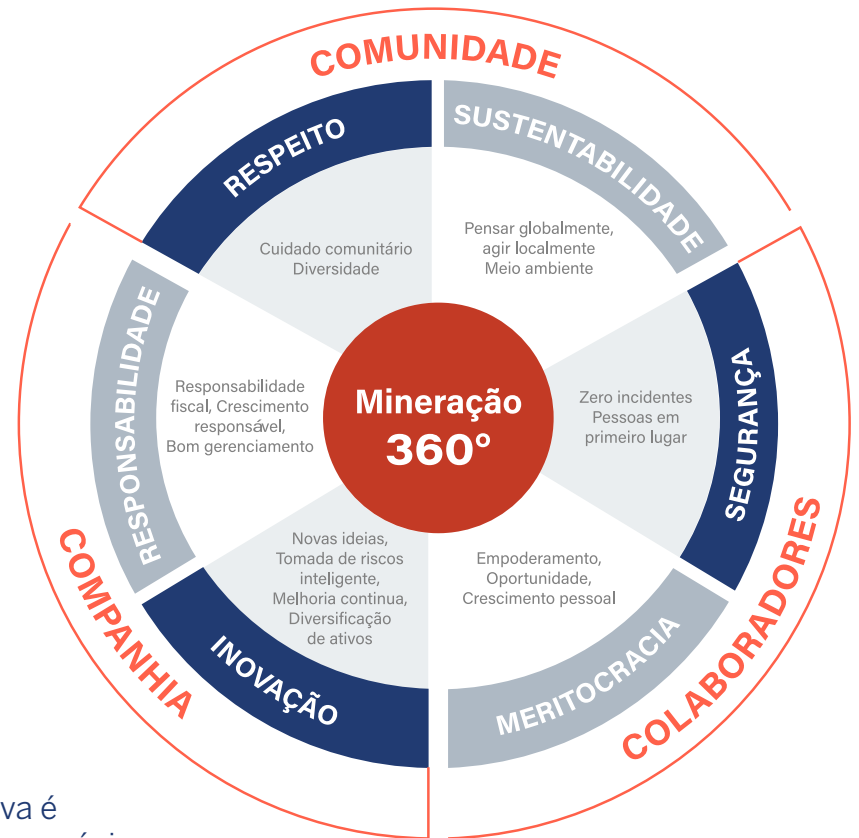 COMUNIDADE
RESPEITO
SUSTENTABILIDADE
Cuidado comunitário
Diversidade
Pensar globalmente,
agir localmente
Meio ambiente
RESPONSABILIDADE
Responsabilidade
fiscal, Crescimento
responsável,
Bom gerenciamento
Mineração
360°
Zero incidentes
Pessoas em
primeiro lugar
SEGURANÇA
Novas ideias,
Tomada de riscos
inteligente,
Melhoria continua,
Diversificação
de ativos
Empoderamento,
Oportunidade,
Crescimento pessoal
COMPANHIA
INOVAÇÃO
MERITOCRACIA
COLABORADORES
va é